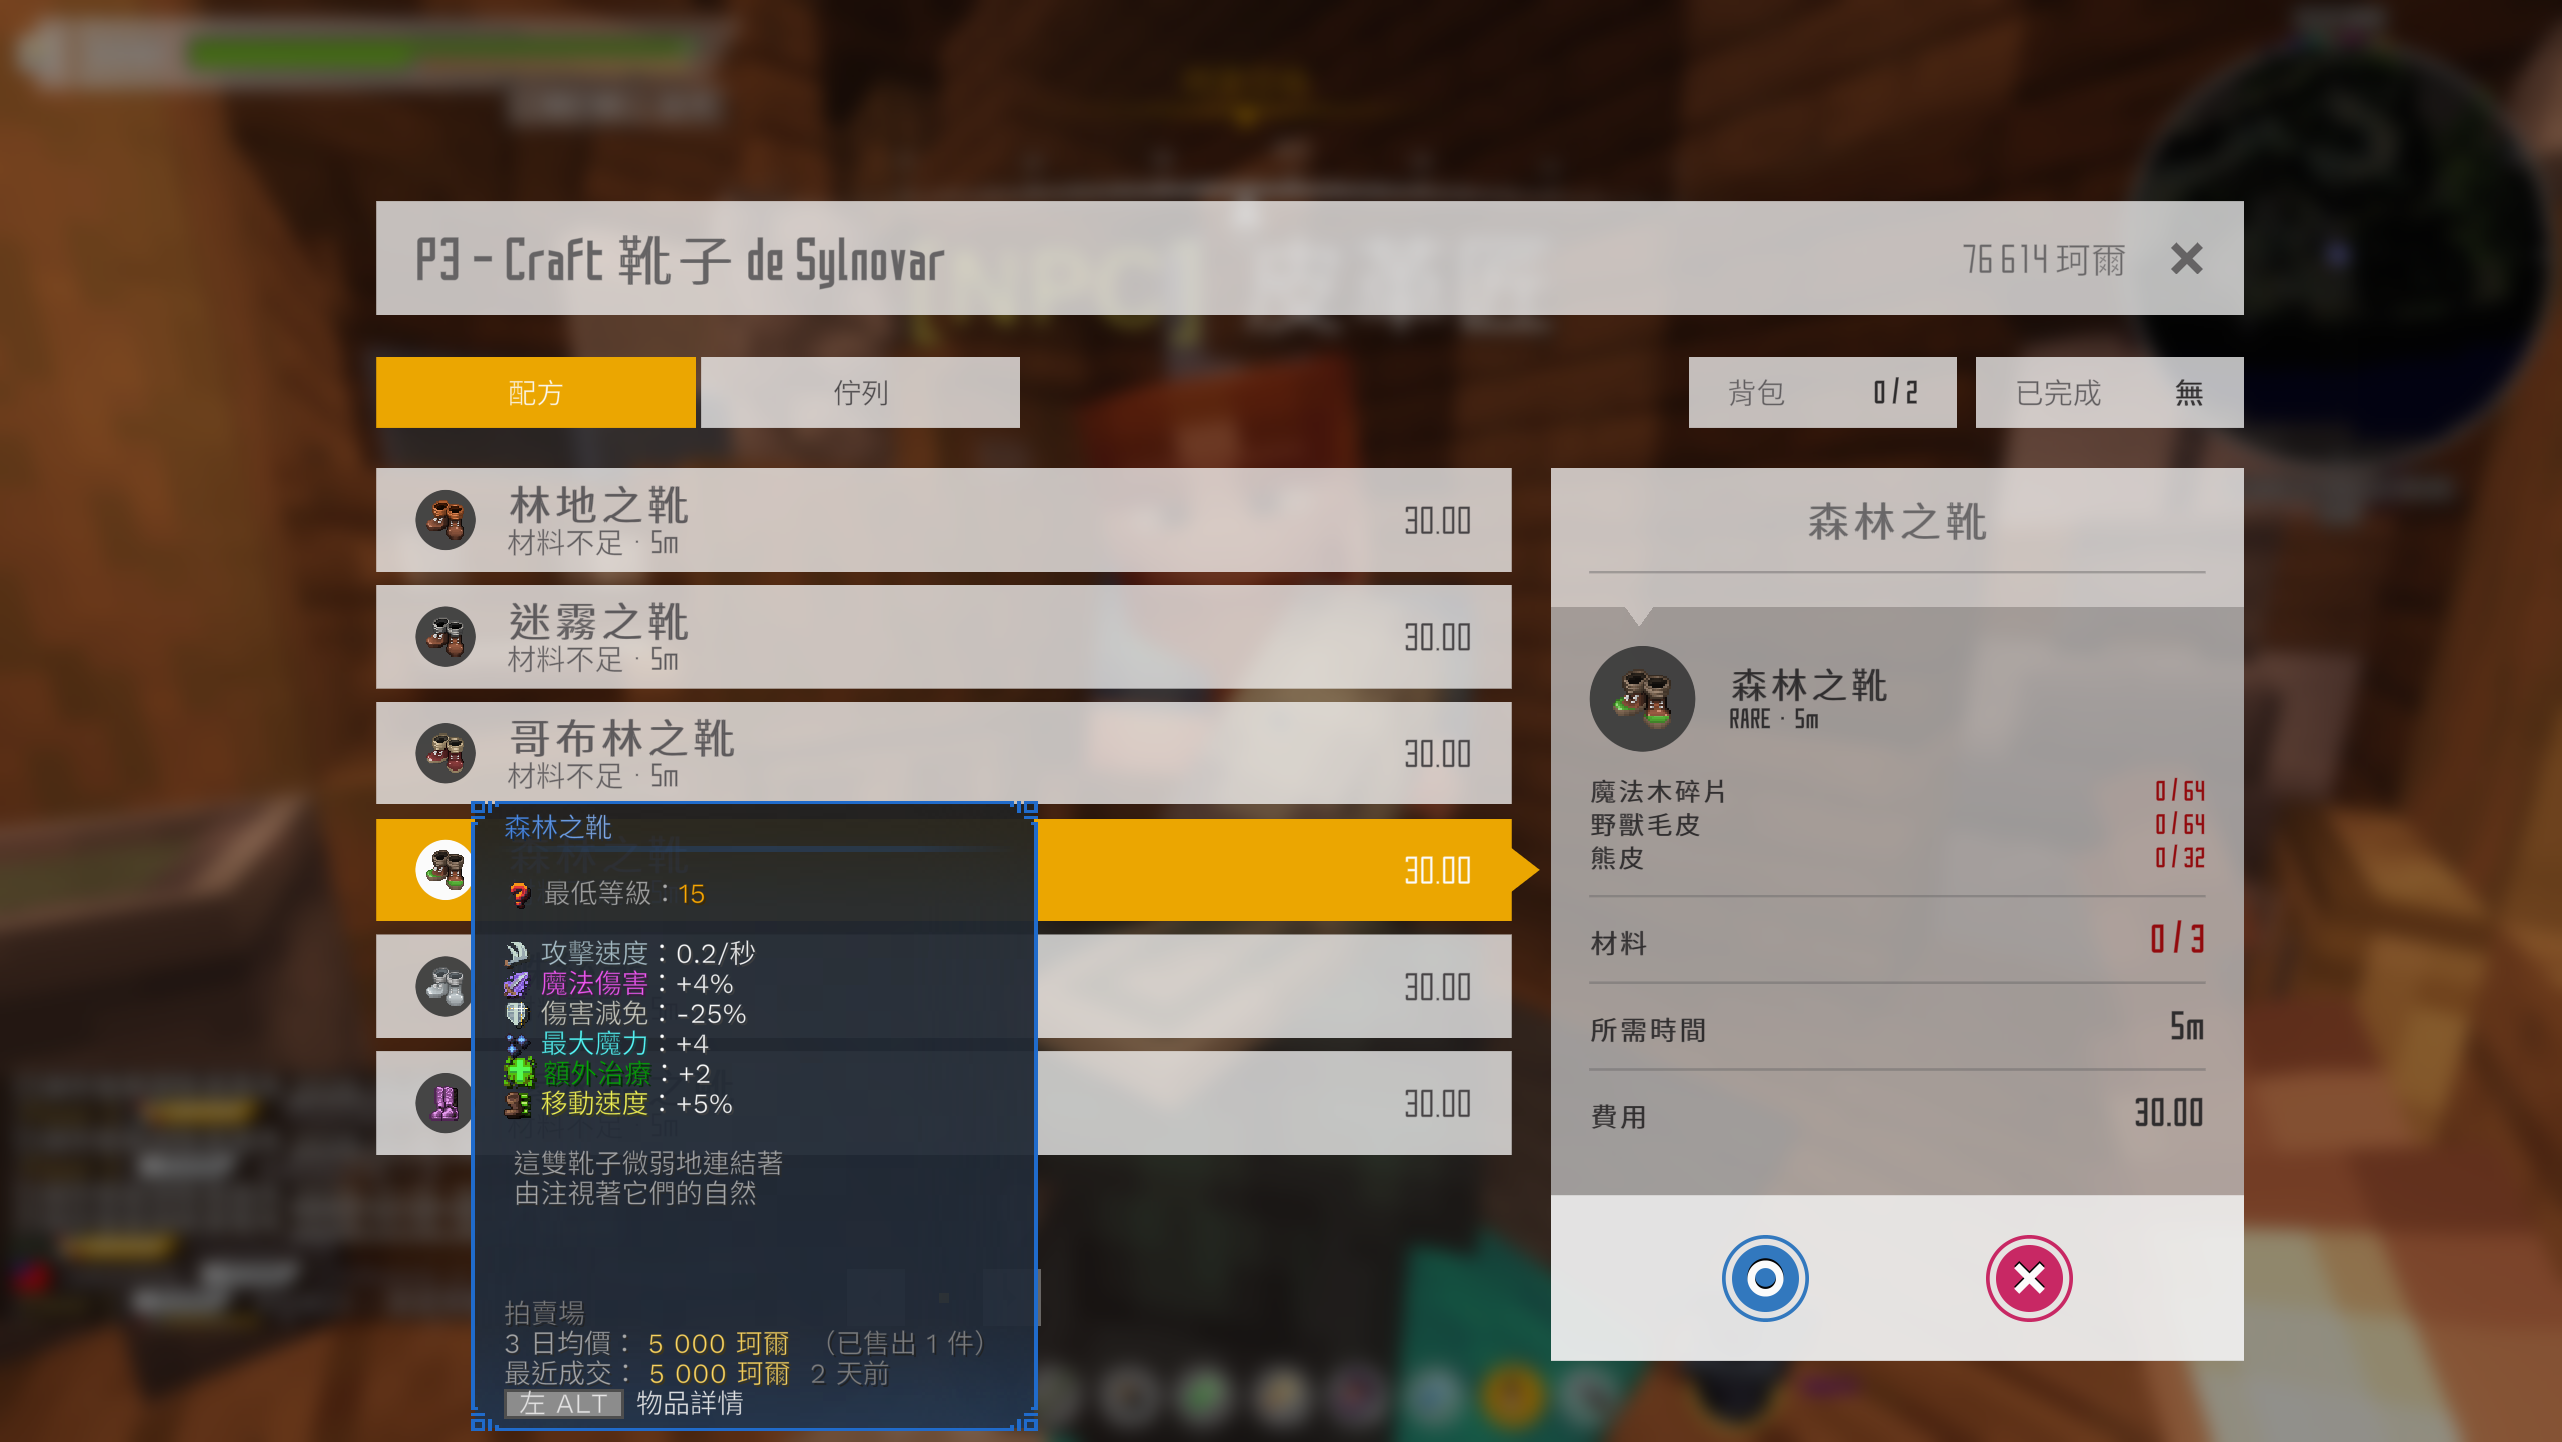 P3 - Craft 靴子 de Sylnovar
76 614 珂爾
[NPC] 皮革匠
配方
佇列
背包 0/2
已完成 無
林地之靴
材料不足 · 5m
30.00
迷霧之靴
材料不足 · 5m
30.00
哥布林之靴
材料不足 · 5m
30.00
30.00
30.00
30.00
森林之靴
最低等級：15
攻擊速度：0.2/秒
魔法傷害：+4%
傷害減免：-25%
最大魔力：+4
額外治療：+2
移動速度：+5%
這雙靴子微弱地連結著
由注視著它們的自然
拍賣場
3 日均價： 5 000 珂爾 （已售出 1 件）
最近成交： 5 000 珂爾 2 天前
左 ALT 物品詳情
森林之靴
森林之靴
RARE · 5m
魔法木碎片 0/64
野獸毛皮 0/64
熊皮 0/32
材料 0/3
所需時間 5m
費用 30.00